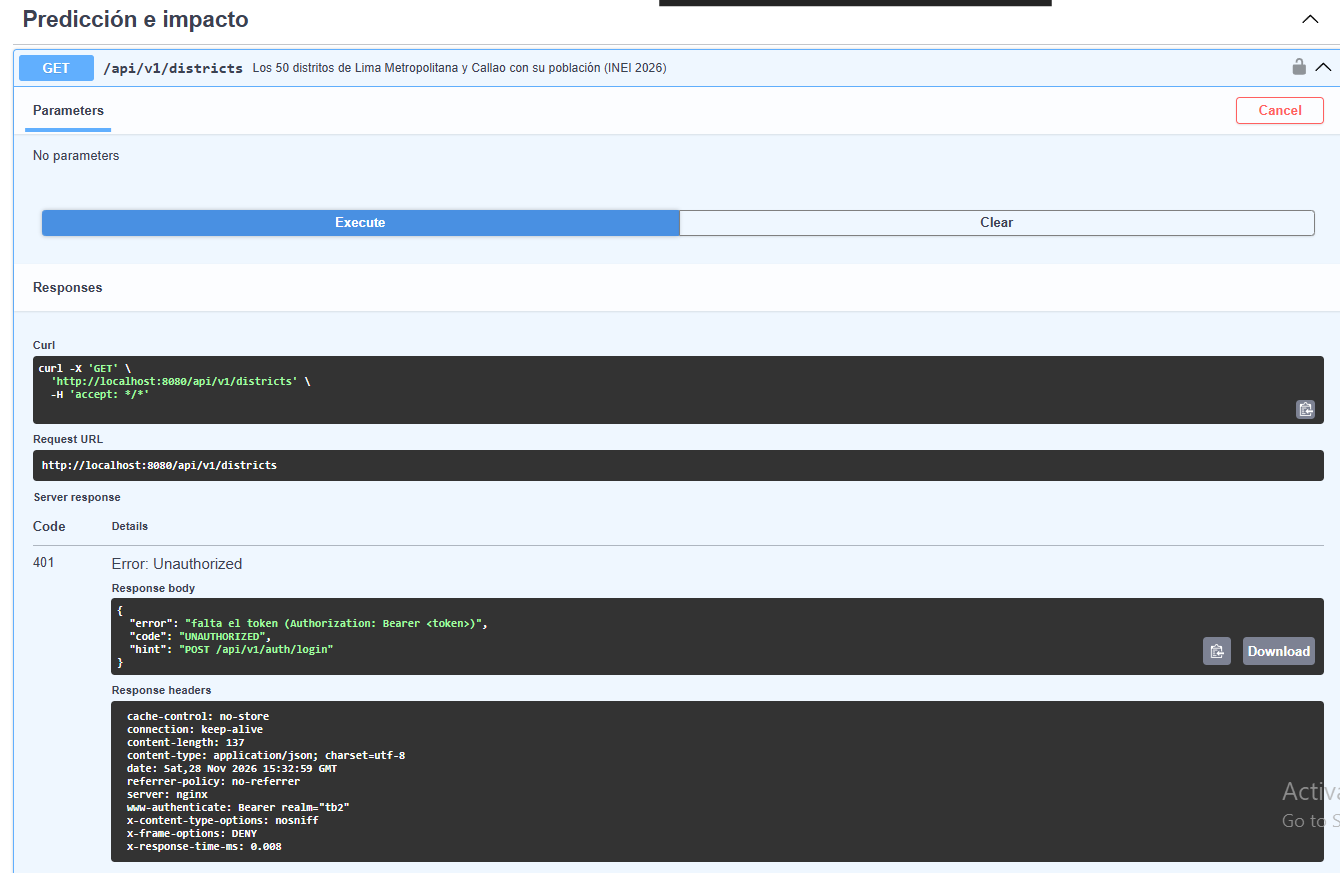 Predicción e impacto
GET /api/v1/districts Los 50 distritos de Lima Metropolitana y Callao con su población (INEI 2026)
Parameters
Cancel
No parameters
Execute
Clear
Responses
Curl
curl -X 'GET' \
'http://localhost:8080/api/v1/districts' \
-H 'accept: */*'
Request URL
http://localhost:8080/api/v1/districts
Server response
Code Details
401 Error: Unauthorized
Response body
{
"error": "falta el token (Authorization: Bearer <token>)",
"code": "UNAUTHORIZED",
"hint": "POST /api/v1/auth/login"
}
Download
Response headers
cache-control: no-store
connection: keep-alive
content-length: 137
content-type: application/json; charset=utf-8
date: Sat,28 Nov 2026 15:32:59 GMT
referrer-policy: no-referrer
server: nginx
www-authenticate: Bearer realm="tb2"
x-content-type-options: nosniff
x-frame-options: DENY
x-response-time-ms: 0.008
Activa
Go to S